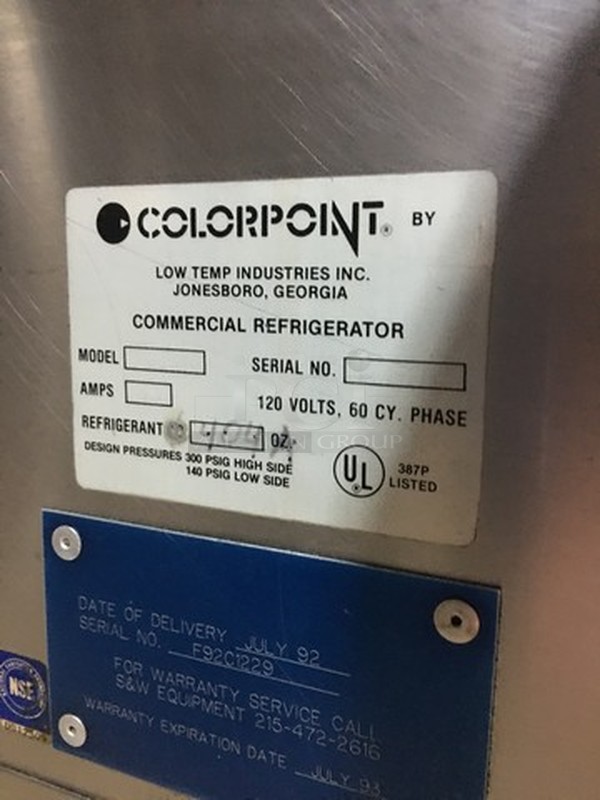 COLORPOINT® BY
LOW TEMP INDUSTRIES INC.
JONESBORO, GEORGIA
COMMERCIAL REFRIGERATOR
MODEL
SERIAL NO.
AMPS
120 VOLTS, 60 CY. PHASE
REFRIGERANT OZ.
DESIGN PRESSURES 300 PSIG HIGH SIDE
140 PSIG LOW SIDE
UL
387P
LISTED
GROUP
DATE OF DELIVERY JULY 92
SERIAL NO. F92C1229
FOR WARRANTY SERVICE CALL
S&W EQUIPMENT 215-472-2616
WARRANTY EXPIRATION DATE JULY 93
NSF